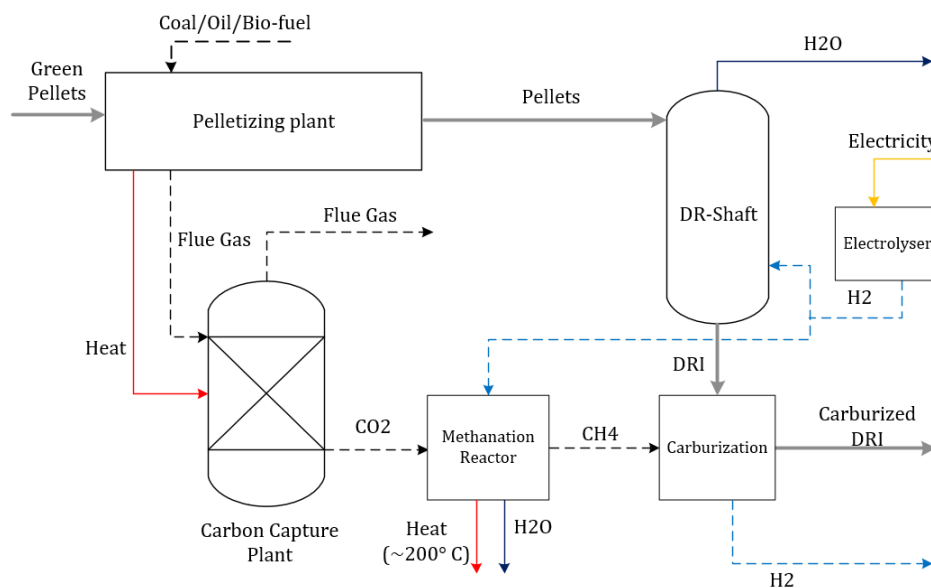 Coal/Oil/Bio-fuel
H2O
Green
Pellets
Pelletizing plant
Pellets
Electricity
DR-Shaft
Electrolyser
Flue Gas
Flue Gas
H2
Heat
DRI
CO2
Methanation
Reactor
CH4
Carburization
Carburized
DRI
Carbon Capture
Plant
Heat
(~200° C)
H2O
H2